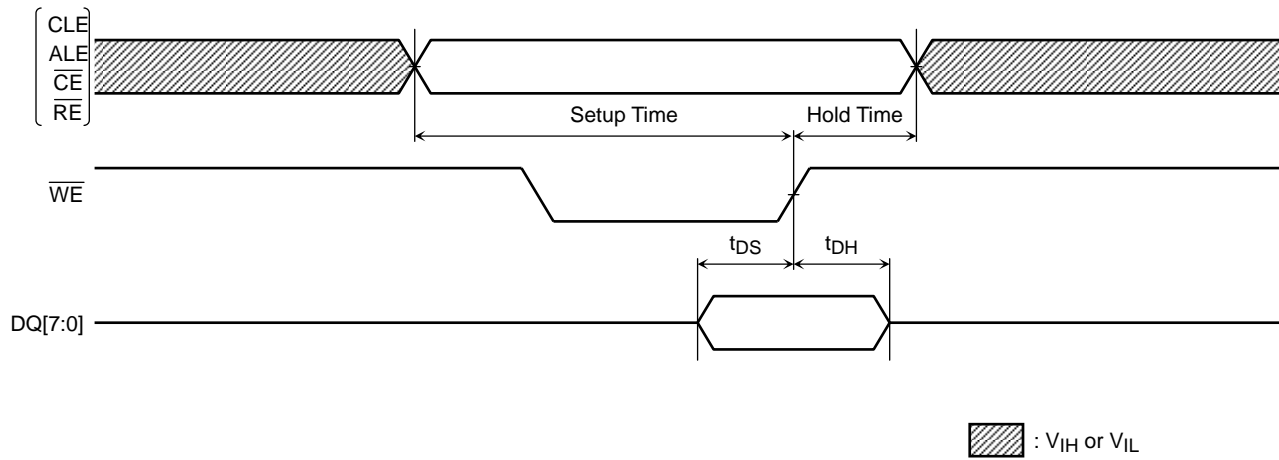 CLE
ALE
CE
RE
Setup Time
Hold Time
WE
tDS
tDH
DQ[7:0]
: VIH or VIL